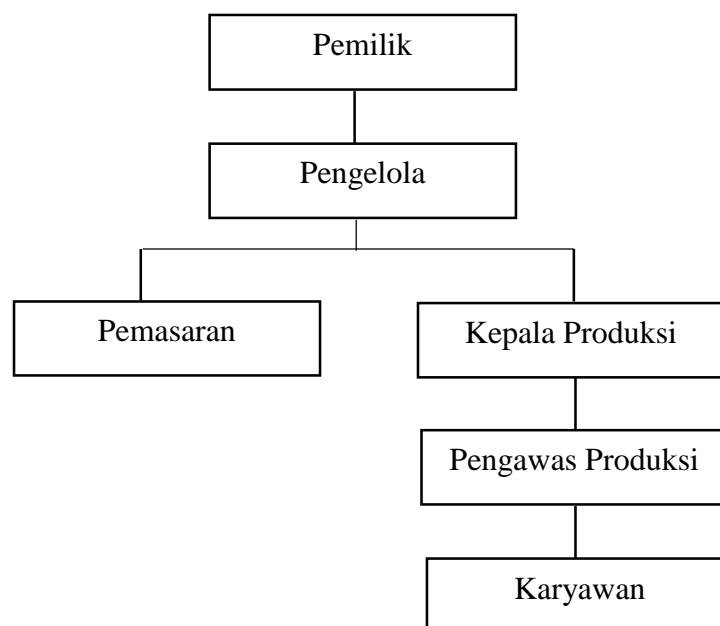 Pemilik
Pengelola
Pemasaran
Kepala Produksi
Pengawas Produksi
Karyawan